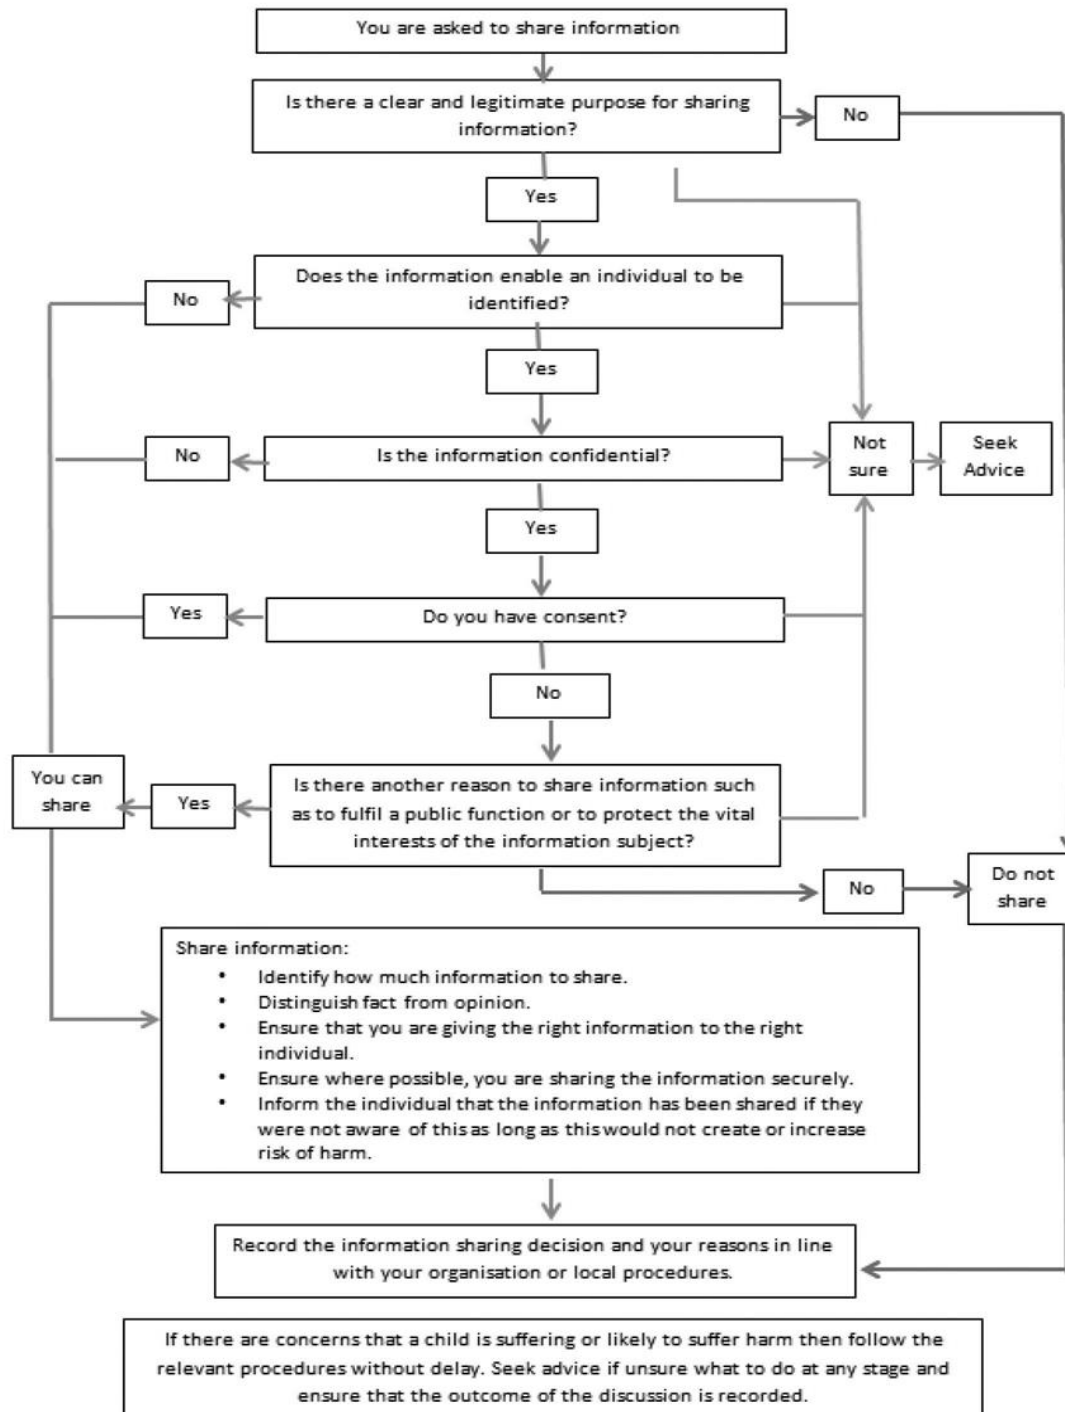 You are asked to share information
Is there a clear and legitimate purpose for sharing
information?
No
Yes
Does the information enable an individual to be
identified?
No
Yes
Is the information confidential?
No
Not
sure
Seek
Advice
Yes
Do you have consent?
Yes
No
Is there another reason to share information such
as to fulfil a public function or to protect the vital
interests of the information subject?
Yes
You can
share
No
Do not
share
Share information:
• Identify how much information to share.
• Distinguish fact from opinion.
• Ensure that you are giving the right information to the right
individual.
• Ensure where possible, you are sharing the information securely.
• Inform the individual that the information has been shared if they
were not aware of this as long as this would not create or increase
risk of harm.
Record the information sharing decision and your reasons in line
with your organisation or local procedures.
If there are concerns that a child is suffering or likely to suffer harm then follow the
relevant procedures without delay. Seek advice if unsure what to do at any stage and
ensure that the outcome of the discussion is recorded.